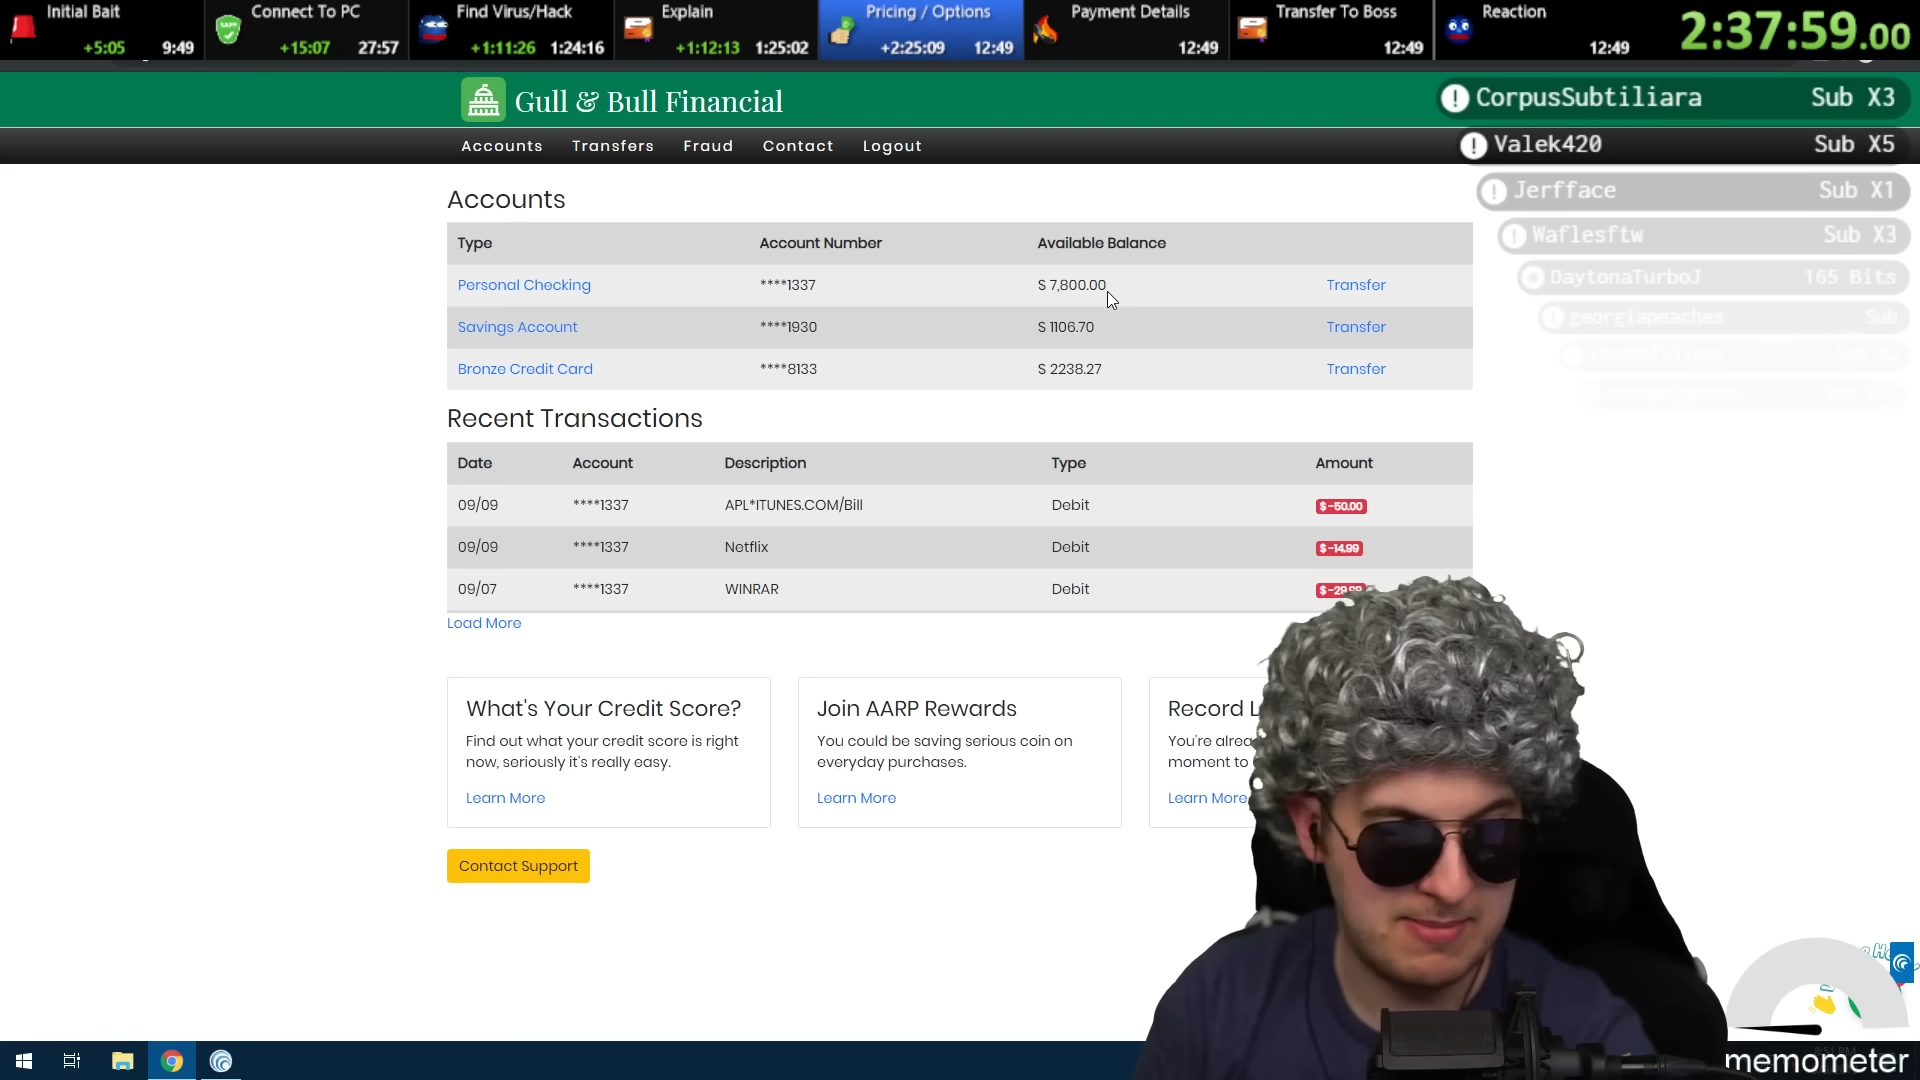 Initial Bait
+5:05 9:49
Connect To PC
+15:07 27:57
Find Virus/Hack
+1:11:26 1:24:16
Explain
+1:12:13 1:25:02
Pricing / Options
+2:25:09 12:49
Payment Details
12:49
Transfer To Boss
12:49
Reaction
12:49
2:37:59.00
Gull & Bull Financial
CorpusSubtiliara Sub X3
Accounts Transfers Fraud Contact Logout
Valek420 Sub X5
Jerfface Sub X1
Waflesftw Sub X3
DaytonaTurboJ 165 Bits
georgiapeaches Sub
Accounts
Type Account Number Available Balance
Personal Checking ****1337 $ 7,800.00 Transfer
Savings Account ****1930 $ 1106.70 Transfer
Bronze Credit Card ****8133 $ 2238.27 Transfer
Recent Transactions
Date Account Description Type Amount
09/09 ****1337 APL*ITUNES.COM/Bill Debit $ -50.00
09/09 ****1337 Netflix Debit $ -14.99
09/07 ****1337 WINRAR Debit
Load More
What's Your Credit Score?
Find out what your credit score is right
now, seriously it's really easy.
Learn More
Join AARP Rewards
You could be saving serious coin on
everyday purchases.
Learn More
Record
You're
moment to
Learn More
Contact Support
memometer